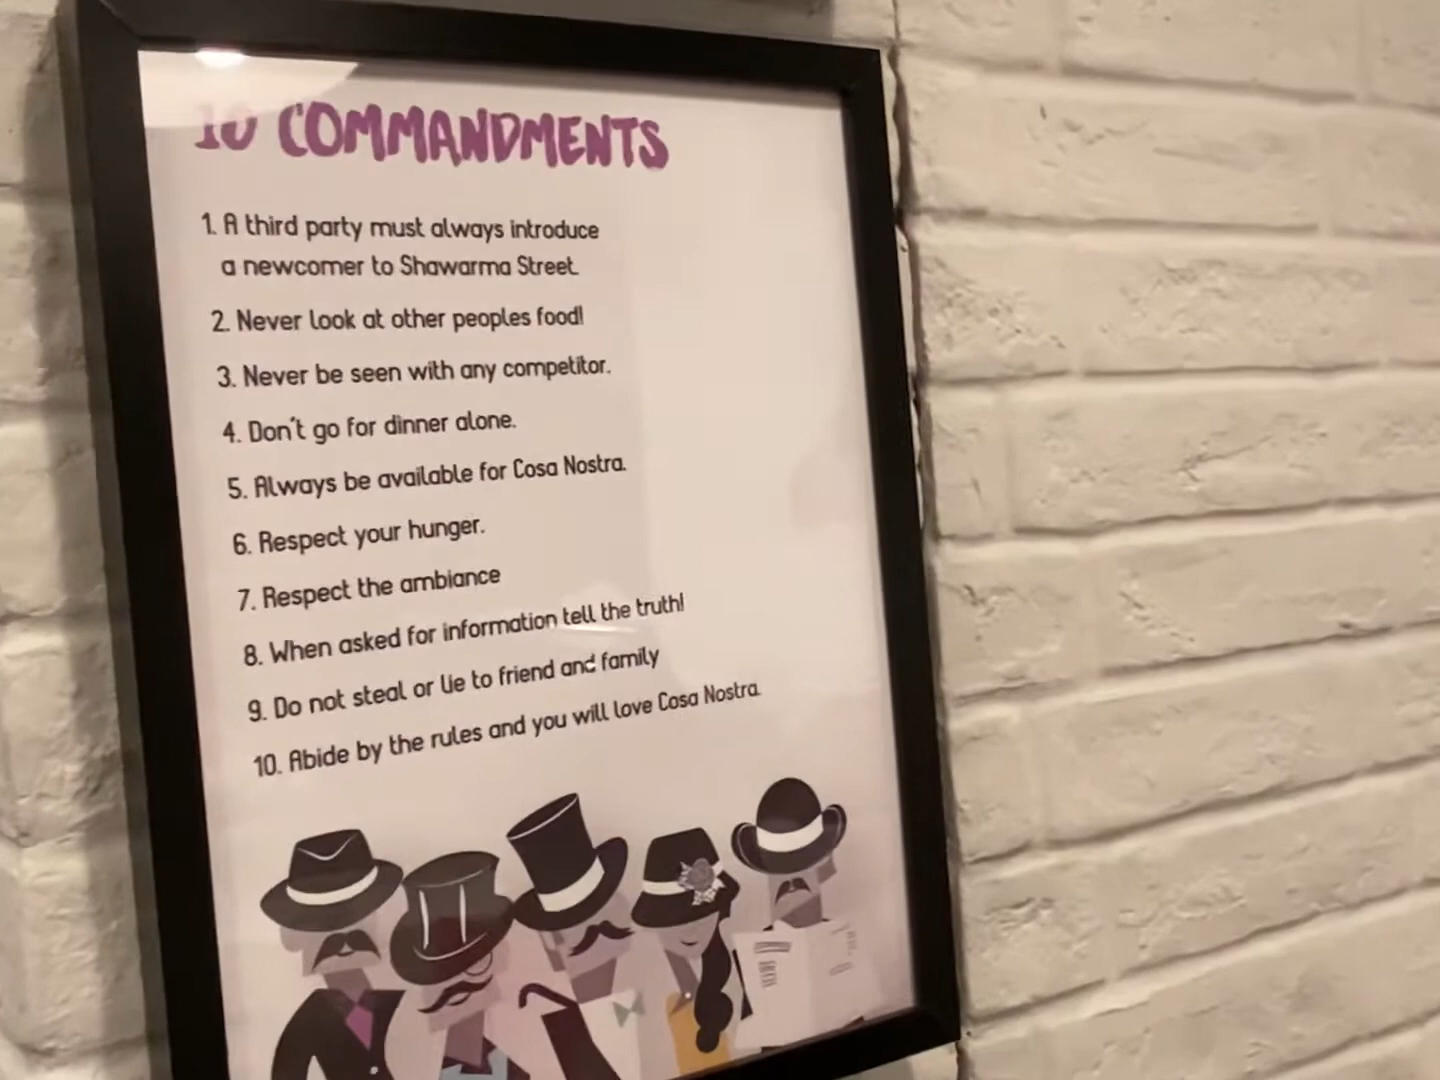 10 COMMANDMENTS
1. A third party must always introduce
a newcomer to Shawarma Street.
2. Never look at other peoples food!
3. Never be seen with any competitor.
4. Don't go for dinner alone.
5. Always be available for Cosa Nostra.
6. Respect your hunger.
7. Respect the ambiance
8. When asked for information tell the truth!
9. Do not steal or lie to friend and family
10. Abide by the rules and you will love Cosa Nostra.